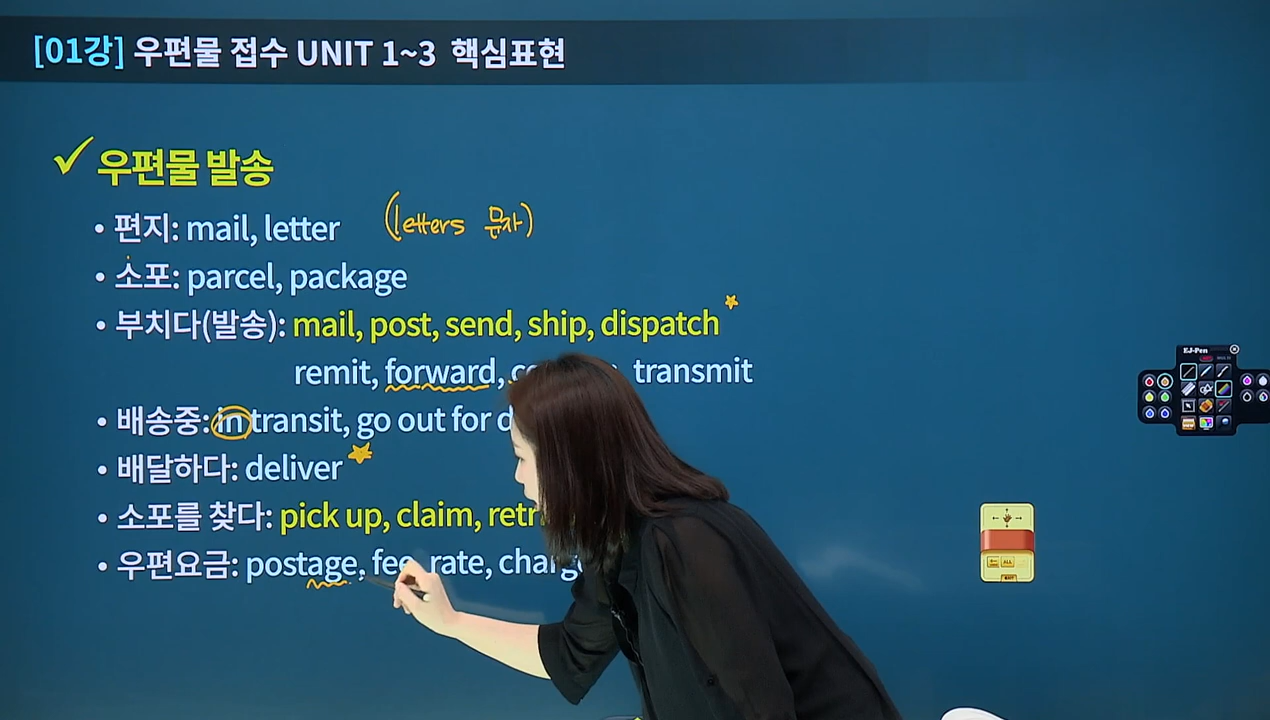 [01강] 우편물 접수 UNIT 1~3 핵심표현
우편물 발송
• 편지: mail, letter (letters 문자)
• 소포: parcel, package
• 부치다(발송): mail, post, send, ship, dispatch
remit, forward, transmit
• 배송중: in transit, go out for
• 배달하다: deliver
• 소포를 찾다: pick up, claim,
• 우편요금: postage, fee, rate,
EJ-Pen
ALL
EXIT